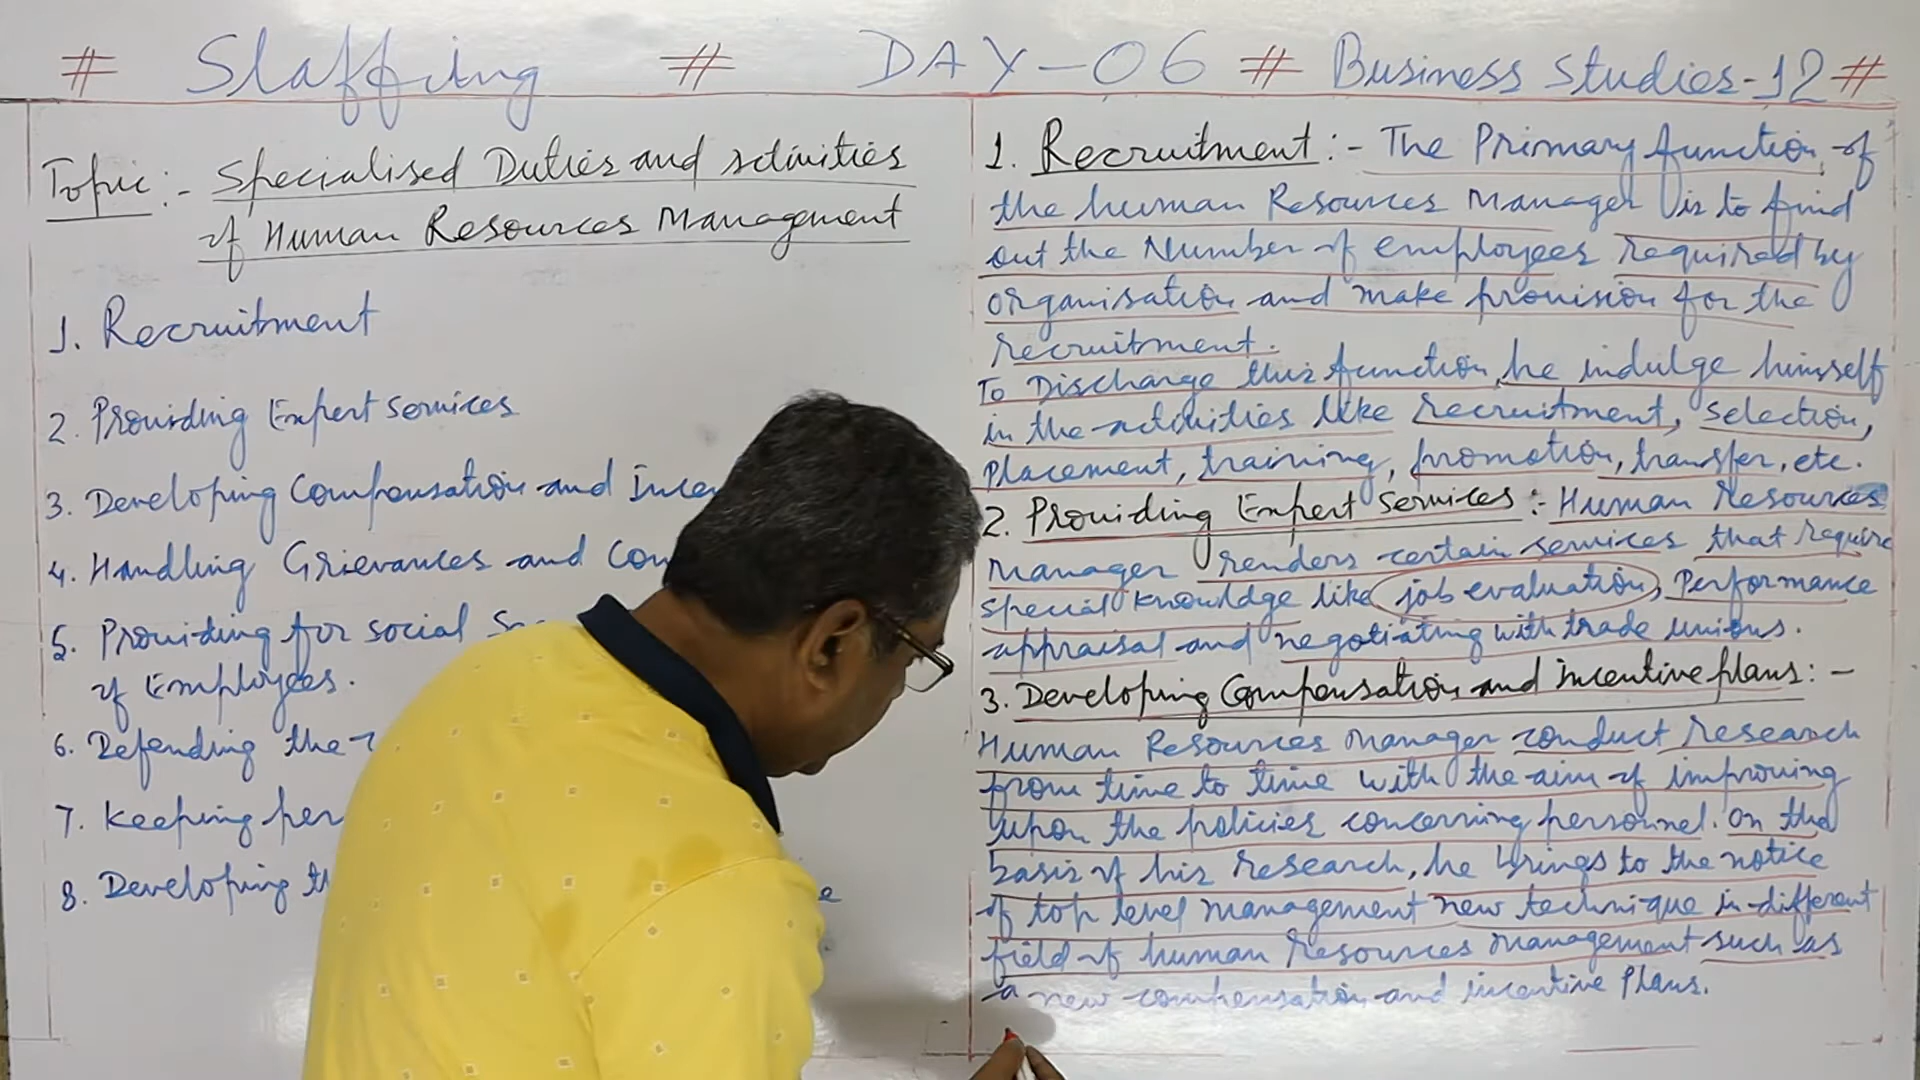 # Staffing # DAY-06 # Business Studies-12 #
Topic:- Specialised Duties and activities
of Human Resources Management
1. Recruitment
2. Providing Expert Services
3. Developing Compensation and
4. Handling Grievances and
5. Providing for social
of Employees.
6. Defending the
7. Keeping
8. Developing
1. Recruitment:- The Primary function of
the human Resources Manager is to find
out the Number of employees required by
organisation and make provision for the
recruitment.
To Discharge this function, he indulge himself
in the activities like recruitment, selection,
Placement, training, promotion, transfer, etc.
2. Providing Expert Services:- Human Resources
Manager renders certain services that require
special knowldge like job evaluation, Performance
appraisal and negotiating with trade unions.
3. Developing Compensation and incentive plans:-
Human Resources Manager conduct research
from time to time with the aim of improving
upon the policies concerning personnel. On the
basis of his research, he brings to the notice
of top level management new technique in different
field of human Resources management such as
a new compensation and incentive Plans.